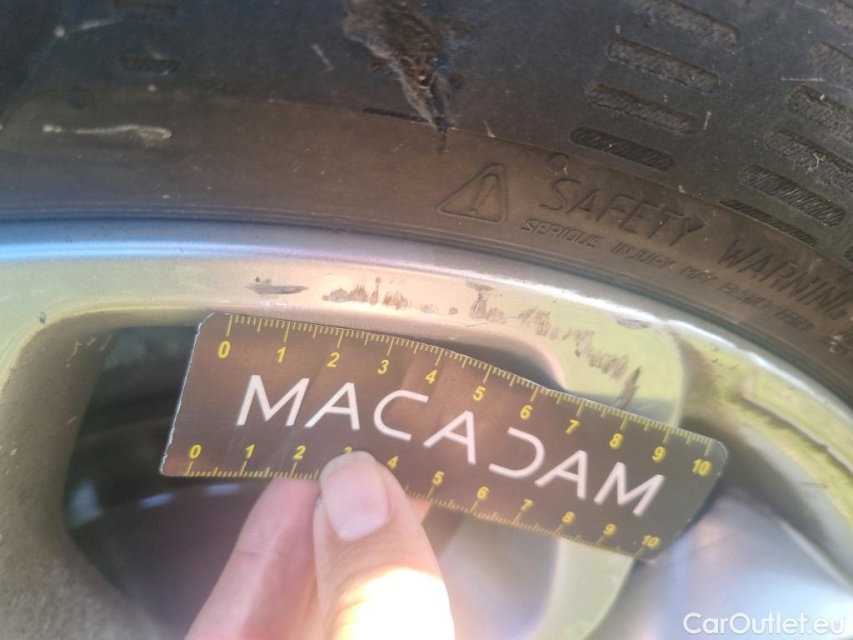 SAFETY WARNING
SERIOUS INJURY MAY RESULT FROM
0 1 2 3 4 5 6 7 8 9 10
MACADAM
0 1 2 3 4 5 6 7 8 9 10
CarOutlet.eu